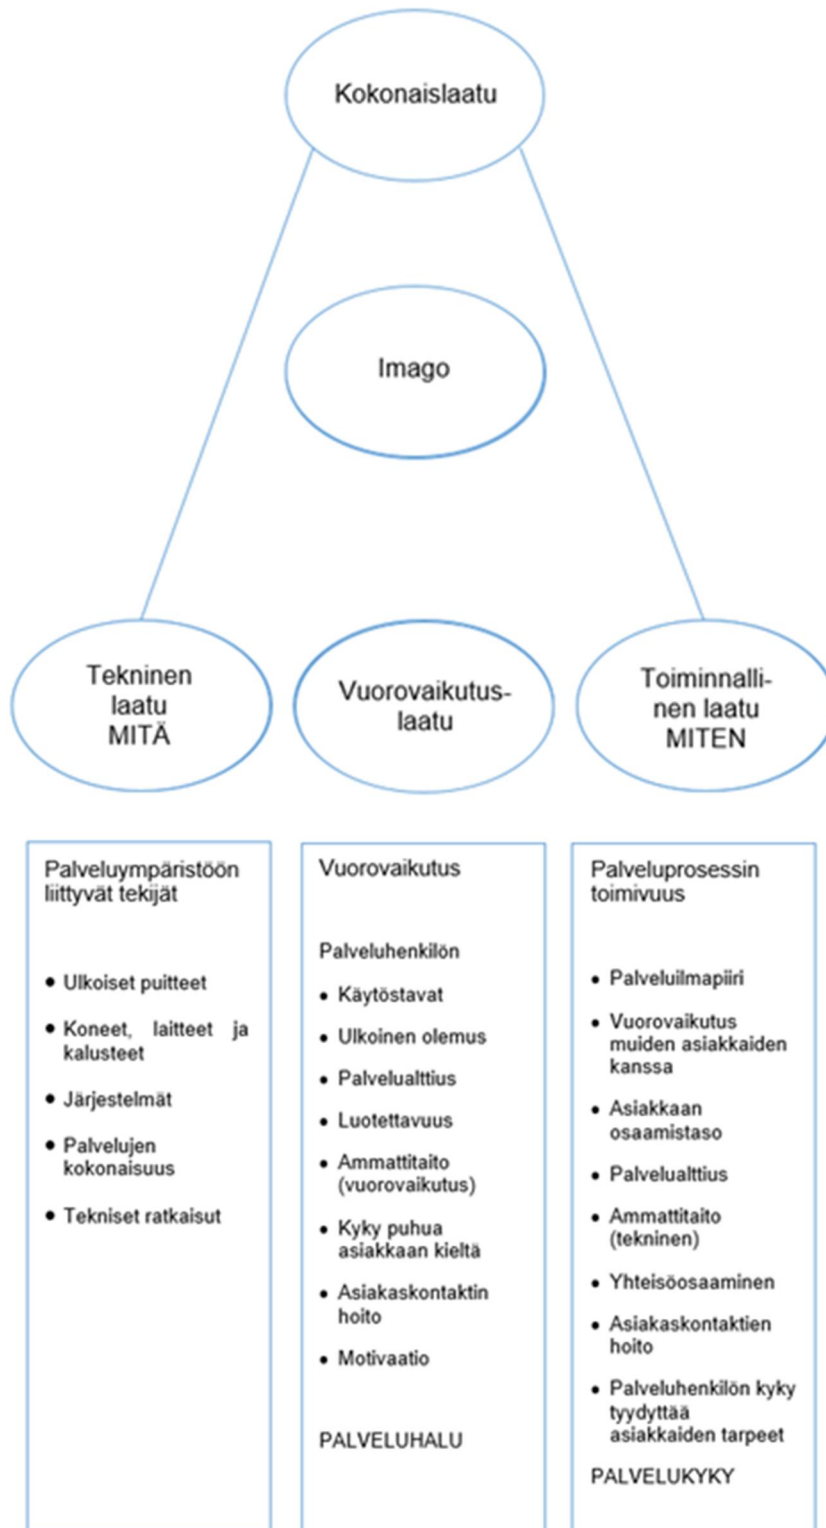 Kokonaislaatu
Imago
Tekninen
laatu
MITÄ
Vuorovaikutus-
laatu
Toiminnalli-
nen laatu
MITEN
Palveluympäristöön
liittyvät tekijät
• Ulkoiset puitteet
• Koneet, laitteet ja
kalusteet
• Järjestelmät
• Palvelujen
kokonaisuus
• Tekniset ratkaisut
Vuorovaikutus
Palveluhenkilön
• Käytöstavat
• Ulkoinen olemus
• Palvelualttius
• Luotettavuus
• Ammattitaito
(vuorovaikutus)
• Kyky puhua
asiakkaan kieltä
• Asiakaskontaktin
hoito
• Motivaatio
PALVELUHALU
Palveluprosessin
toimivuus
• Palveluilmapiiri
• Vuorovaikutus
muiden asiakkaiden
kanssa
• Asiakkaan
osaamistaso
• Palvelualttius
• Ammattitaito
(tekninen)
• Yhteisöosaaminen
• Asiakaskontaktien
hoito
• Palveluhenkilön kyky
tyydyttää
asiakkaiden tarpeet
PALVELUKYKY